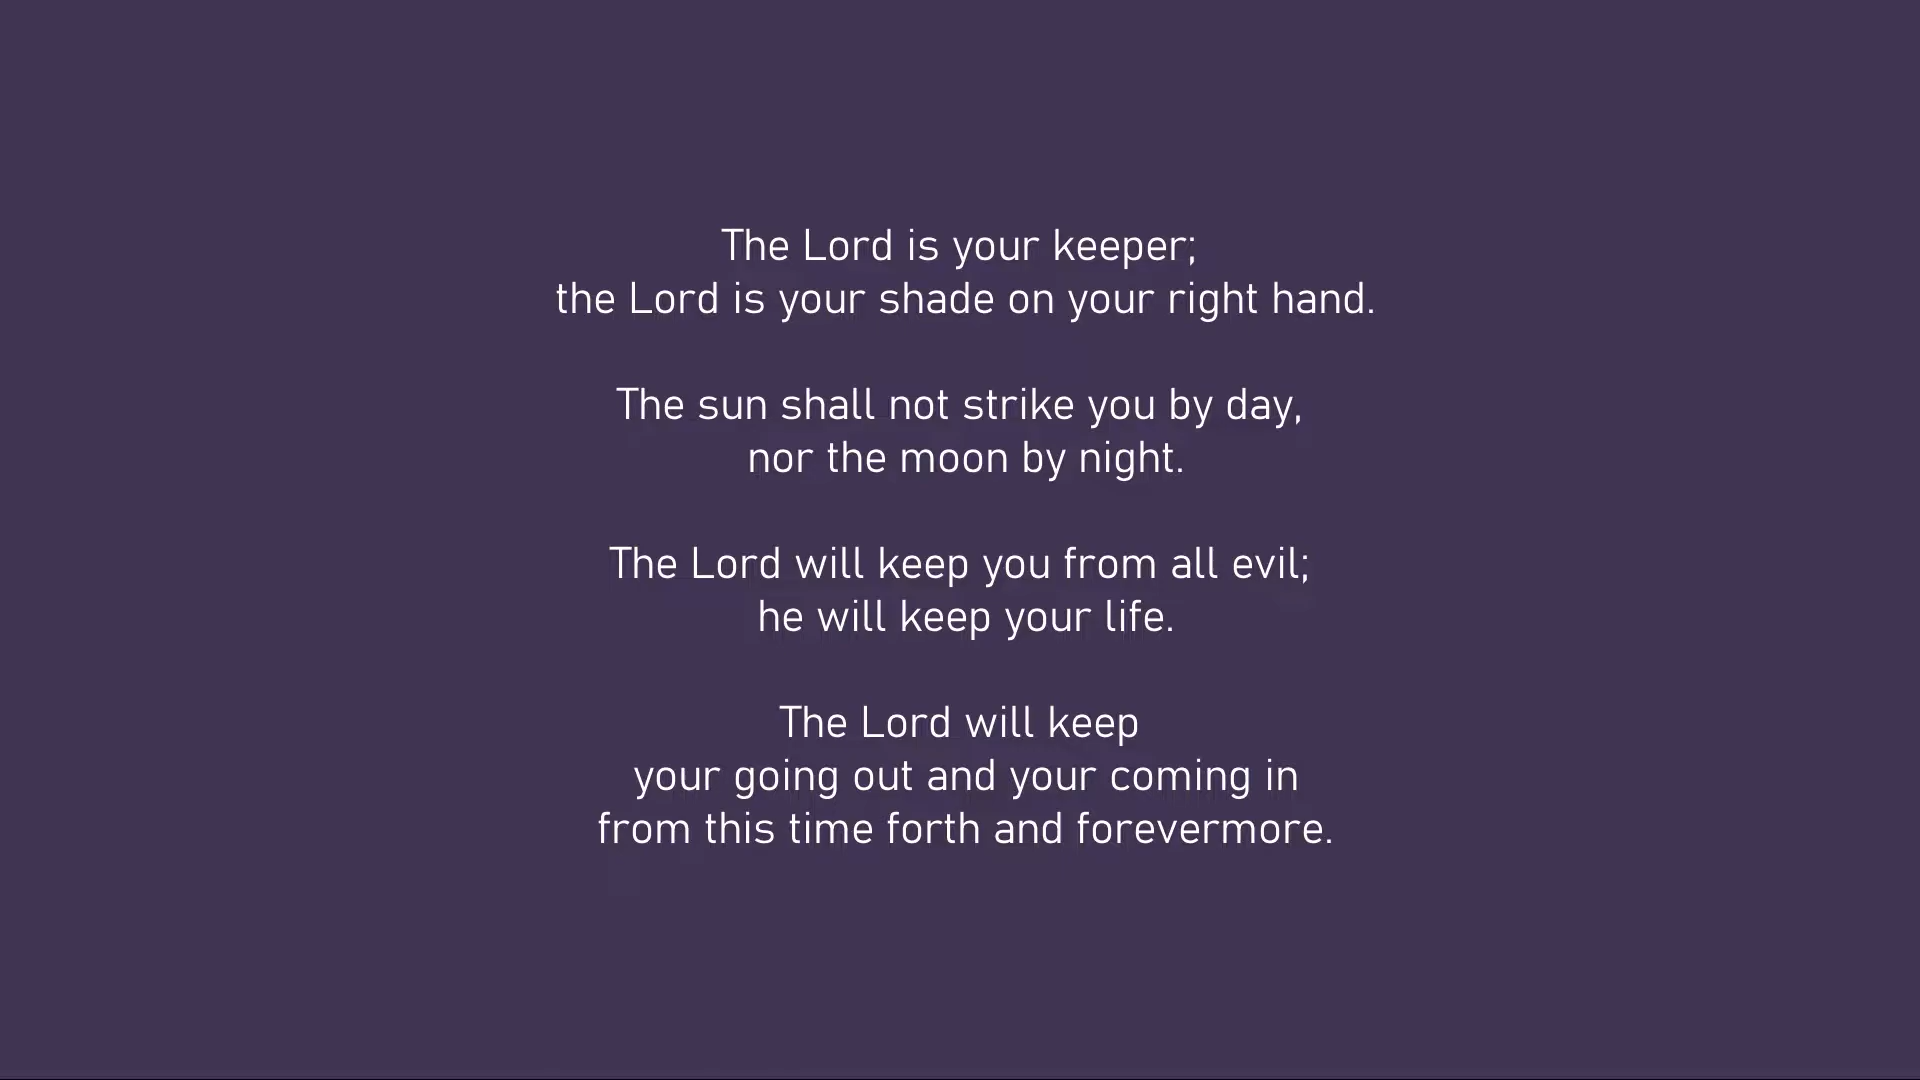 The Lord is your keeper;
the Lord is your shade on your right hand.
The sun shall not strike you by day,
nor the moon by night.
The Lord will keep you from all evil;
he will keep your life.
The Lord will keep
your going out and your coming in
from this time forth and forevermore.